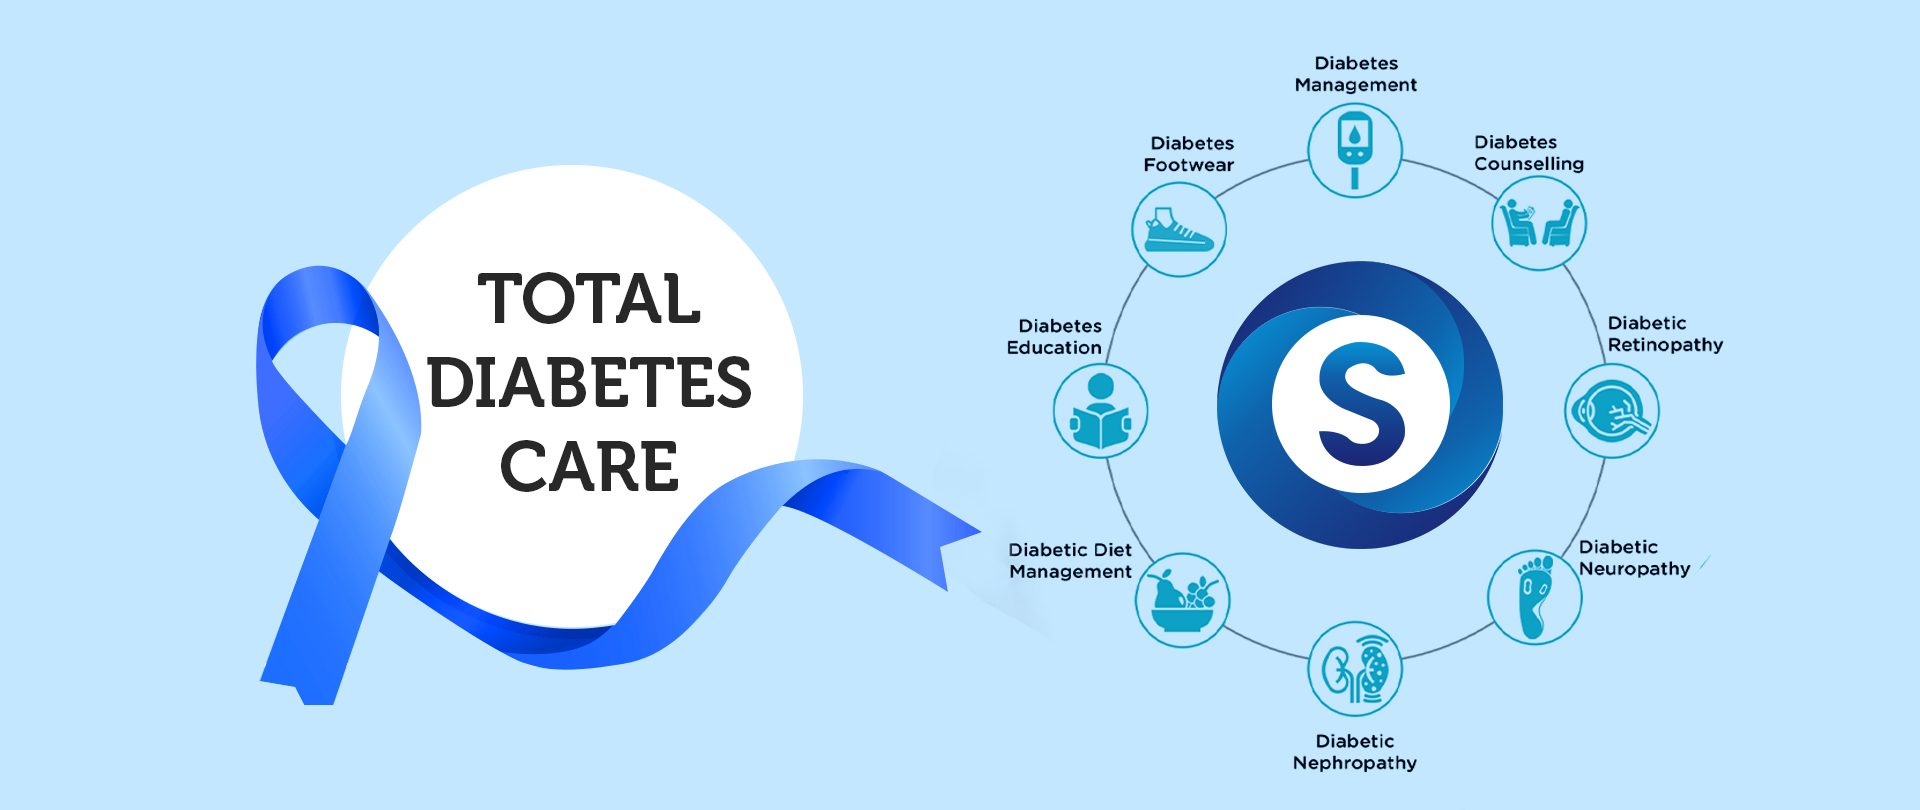 TOTAL
DIABETES
CARE
Diabetes
Management
Diabetes
Counselling
Diabetic
Retinopathy
Diabetic
Neuropathy
Diabetic
Nephropathy
Diabetic Diet
Management
Diabetes
Education
Diabetes
Footwear
S